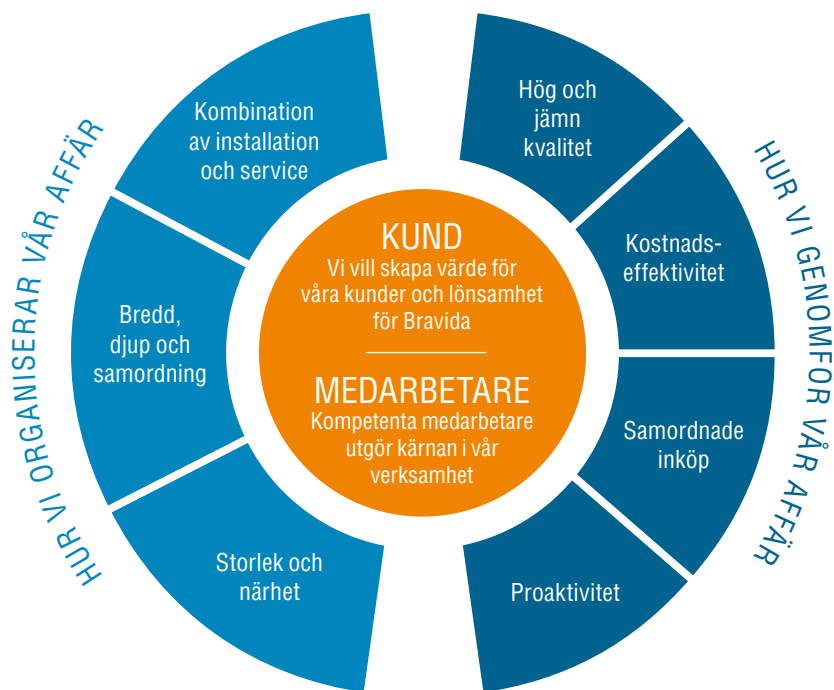 HUR VI ORGANISERAR VÅR AFFÄR
Kombination
av installation
och service
Bredd,
djup och
samordning
Storlek och
närhet
KUND
Vi vill skapa värde för
våra kunder och lönsamhet
för Bravida
MEDARBETARE
Kompetenta medarbetare
utgör kärnan i vår
verksamhet
Hög och
jämn
kvalitet
Kostnads-
effektivitet
Samordnade
inköp
Proaktivitet
HUR VI GENOMFOR VÅR AFFÄR